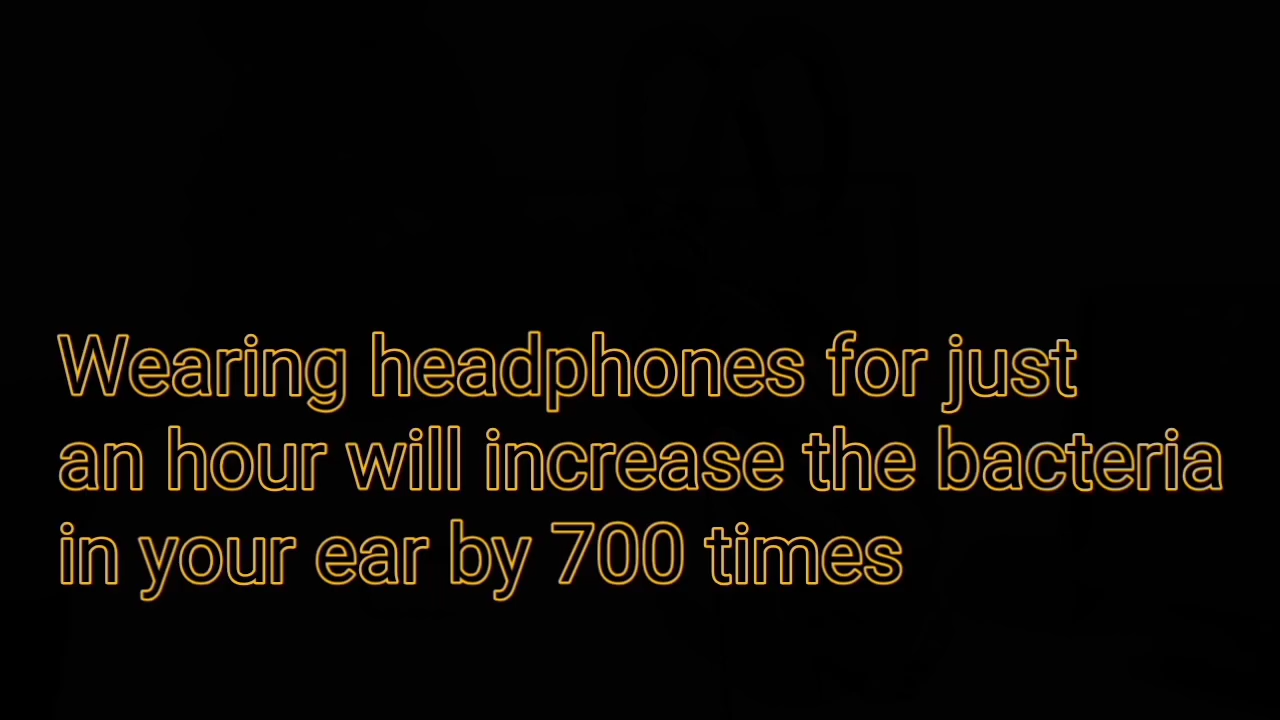 Wearing headphones for just
an hour will increase the bacteria
in your ear by 700 times